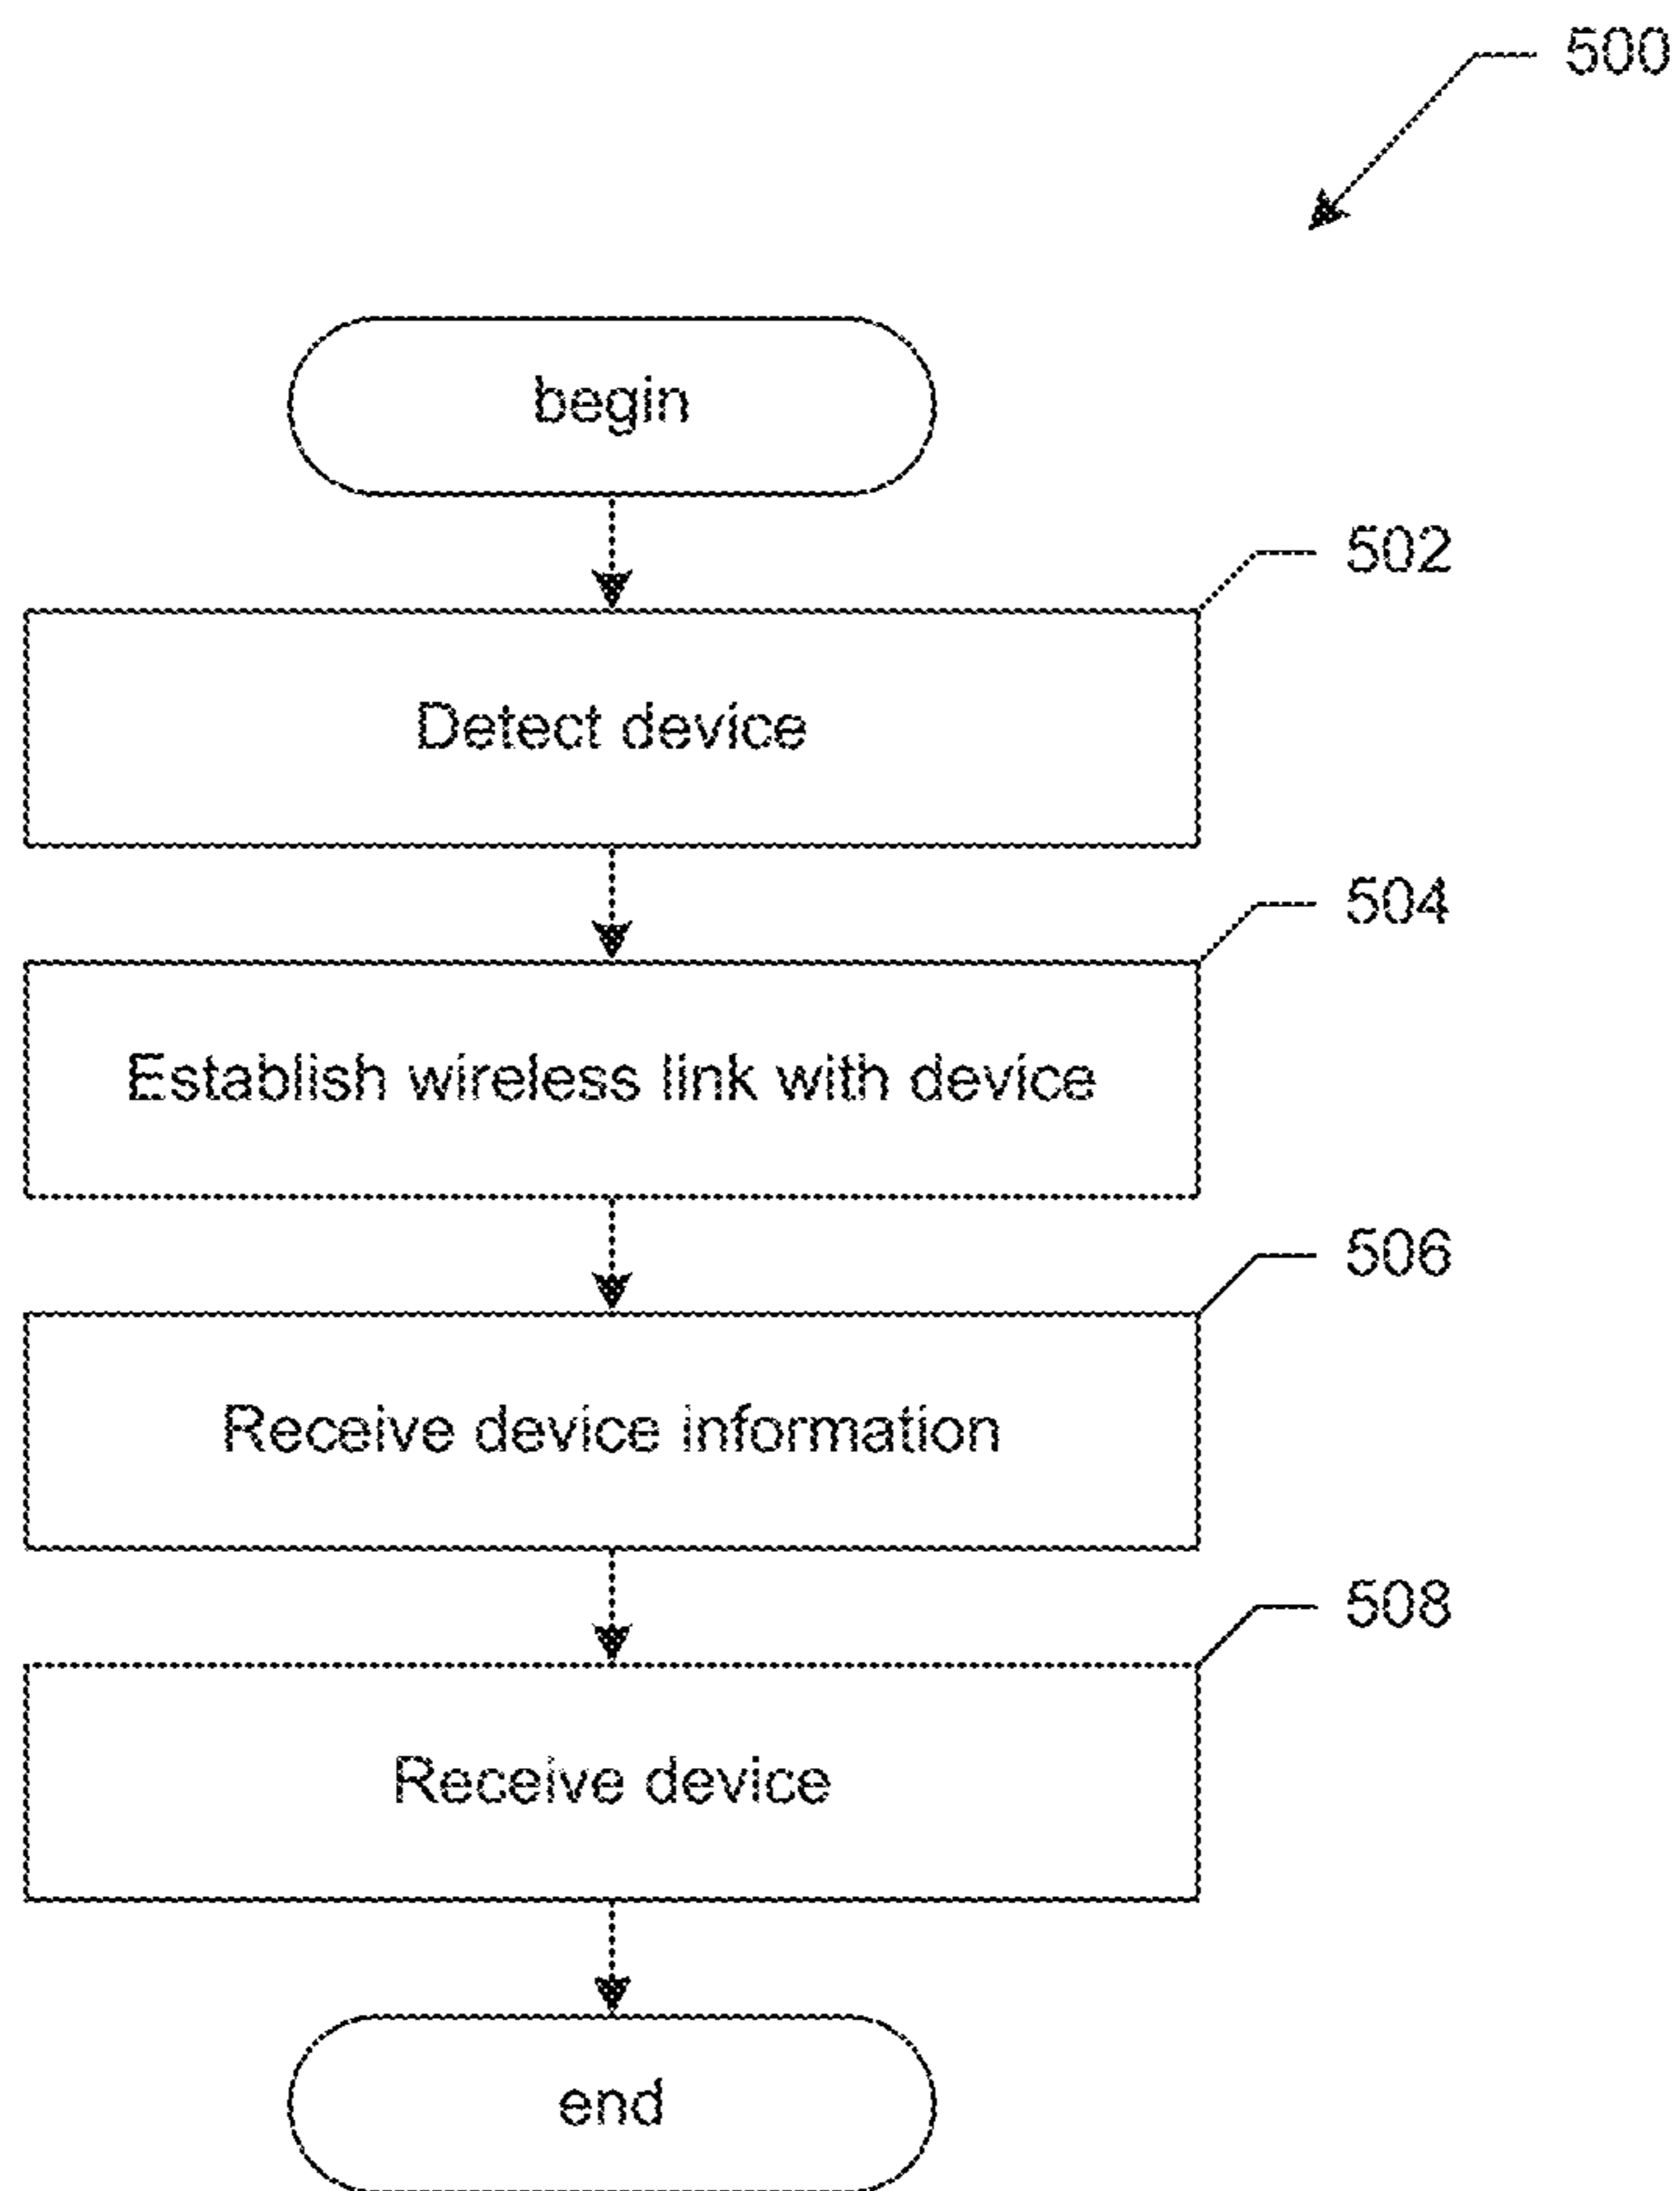 500
begin
502
Detect device
504
Establish wireless link with device
506
Receive device information
508
Receive device
end